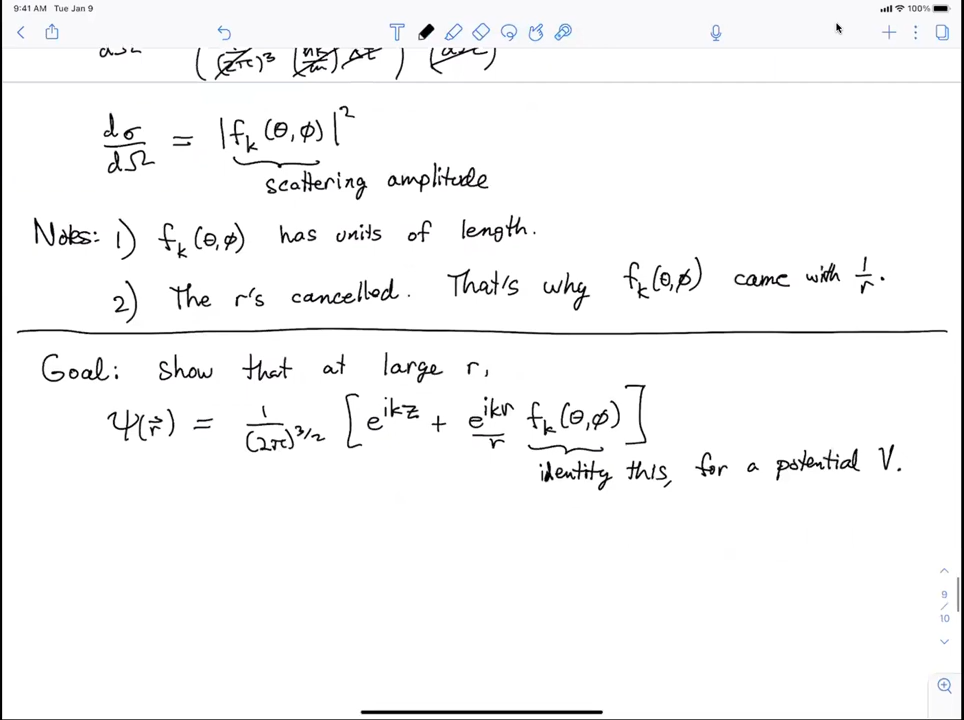 9:41 AM Tue Jan 9
100%
dσ/dΩ = |f_k(θ,φ)|²
scattering amplitude
Notes: 1) f_k(θ,φ) has units of length.
2) The r's cancelled. That's why f_k(θ,φ) came with 1/r.
Goal: show that at large r,
Ψ(r⃗) = 1/(2π)^{3/2} [e^{ikz} + e^{ikr}/r f_k(θ,φ)]
identity this, for a potential V.
9
/
10